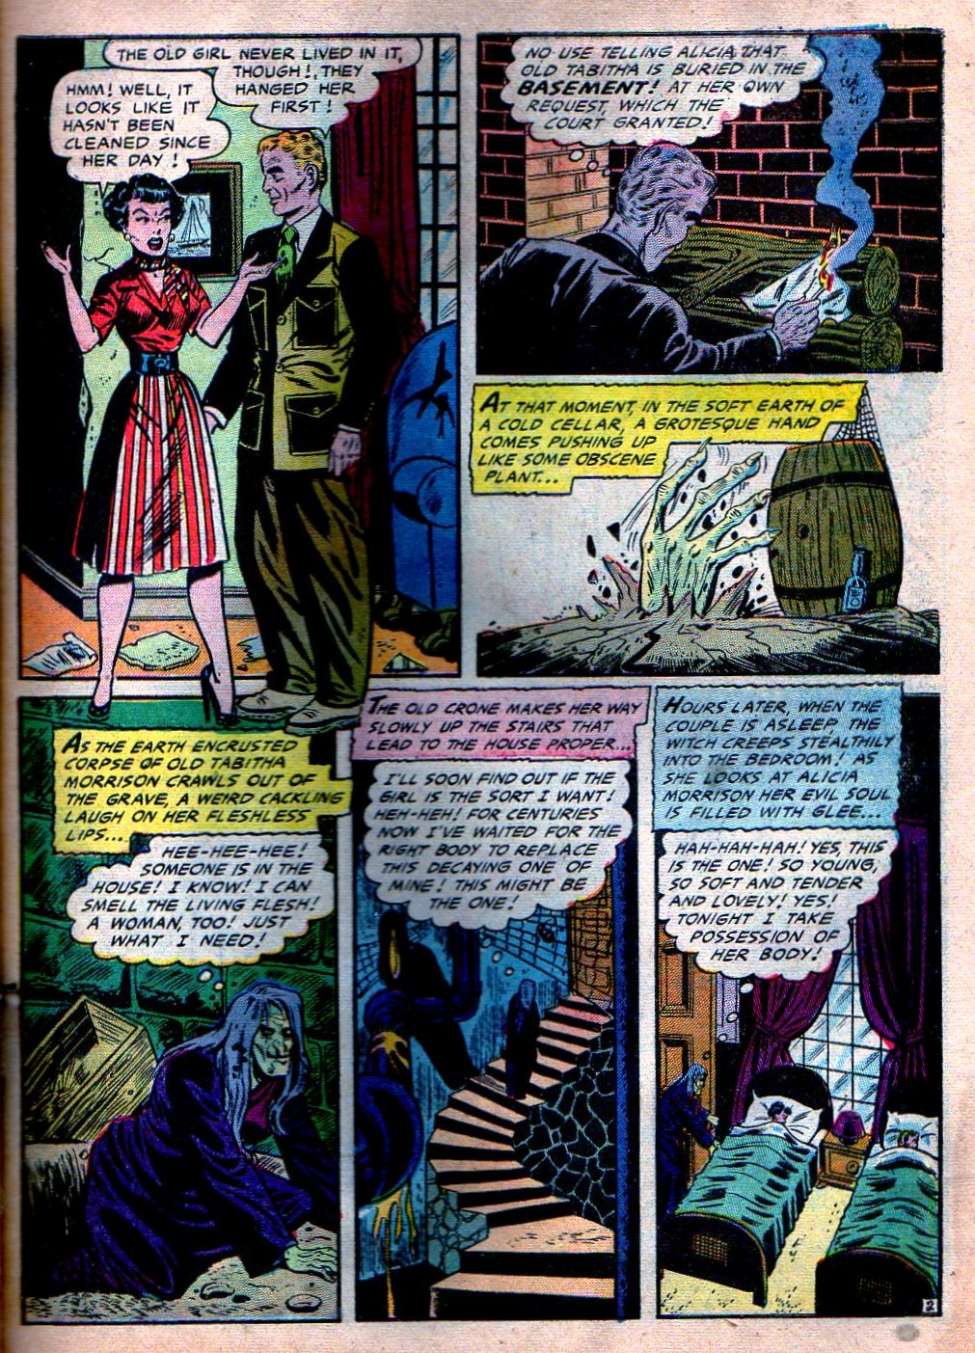 THE OLD GIRL NEVER LIVED IN IT,
THOUGH! THEY
HANGED HER
FIRST!
HMM! WELL, IT
LOOKS LIKE IT
HASN'T BEEN
CLEANED SINCE
HER DAY!
NO USE TELLING ALICIA THAT
OLD TABITHA IS BURIED IN THE
BASEMENT! AT HER OWN
REQUEST, WHICH THE
COURT GRANTED!
AT THAT MOMENT, IN THE SOFT EARTH OF
A COLD CELLAR, A GROTESQUE HAND
COMES PUSHING UP
LIKE SOME OBSCENE
PLANT...
AS THE EARTH ENCRUSTED
CORPSE OF OLD TABITHA
MORRISON CRAWLS OUT OF
THE GRAVE, A WEIRD CACKLING
LAUGH ON HER FLESHLESS
LIPS...
HEE-HEE-HEE!
SOMEONE IS IN THE
HOUSE! I KNOW! I CAN
SMELL THE LIVING FLESH!
A WOMAN, TOO! JUST
WHAT I NEED!
THE OLD CRONE MAKES HER WAY
SLOWLY UP THE STAIRS THAT
LEAD TO THE HOUSE PROPER...
I'LL SOON FIND OUT IF THE
GIRL IS THE SORT I WANT!
HEH-HEH! FOR CENTURIES
NOW I'VE WAITED FOR THE
RIGHT BODY TO REPLACE
THIS DECAYING ONE OF
MINE! THIS MIGHT BE
THE ONE!
HOURS LATER, WHEN THE
COUPLE IS ASLEEP, THE
WITCH CREEPS STEALTHILY
INTO THE BEDROOM! AS
SHE LOOKS AT ALICIA
MORRISON HER EVIL SOUL
IS FILLED WITH GLEE...
HAH-HAH-HAH! YES, THIS
IS THE ONE! SO YOUNG,
SO SOFT AND TENDER
AND LOVELY! YES!
TONIGHT I TAKE
POSSESSION OF
HER BODY!
2